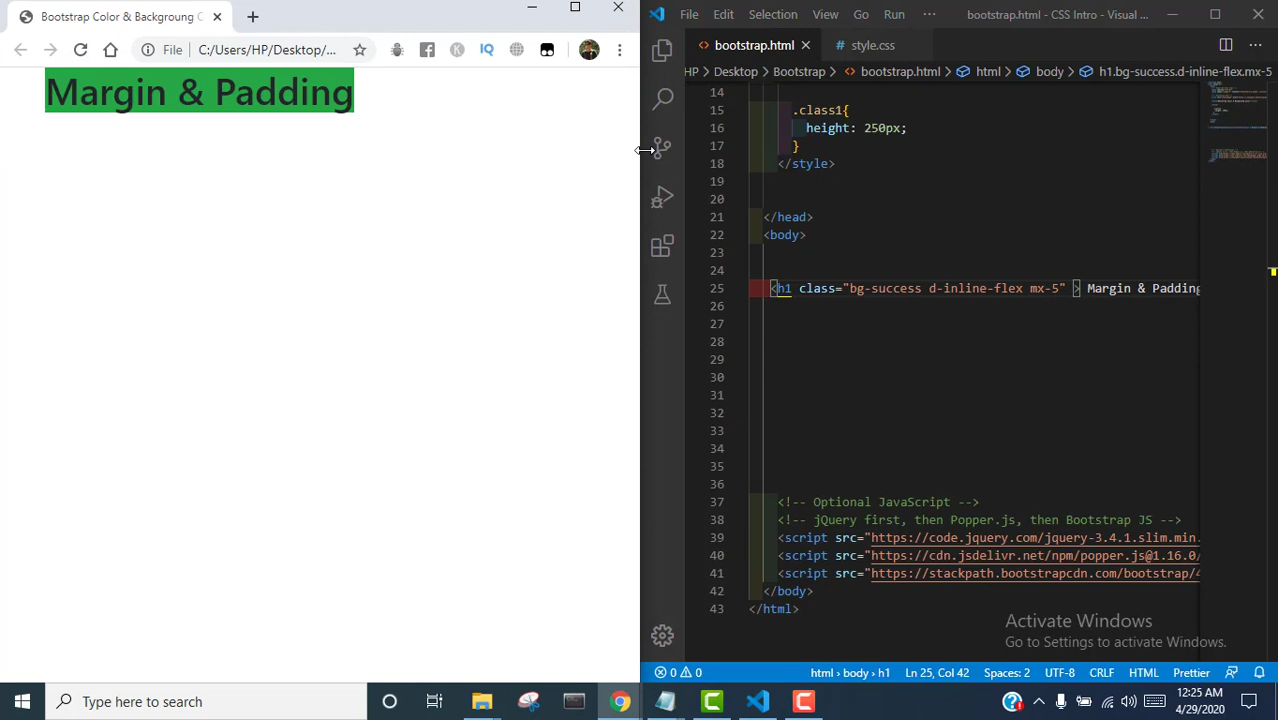 Bootstrap Color & Backgroung C
File C:/Users/HP/Desktop/...
IQ
Margin & Padding
File Edit Selection View Go Run ... bootstrap.html - CSS Intro - Visual ...
bootstrap.html style.css
HP > Desktop > Bootstrap > bootstrap.html > html > body > h1.bg-success.d-inline-flex.mx-5
14
15 .class1{
16 height: 250px;
17 }
18 </style>
19
20
21 </head>
22 <body>
23
24
25 <h1 class="bg-success d-inline-flex mx-5" > Margin & Padding
26
27
28
29
30
31
32
33
34
35
36
37 <!-- Optional JavaScript -->
38 <!-- jQuery first, then Popper.js, then Bootstrap JS -->
39 <script src="https://code.jquery.com/jquery-3.4.1.slim.min.
40 <script src="https://cdn.jsdelivr.net/npm/popper.js@1.16.0/
41 <script src="https://stackpath.bootstrapcdn.com/bootstrap/4
42 </body>
43 </html>
Activate Windows
Go to Settings to activate Windows.
0 0 html > body > h1 Ln 25, Col 42 Spaces: 2 UTF-8 CRLF HTML Prettier
Type here to search
12:25 AM
4/29/2020